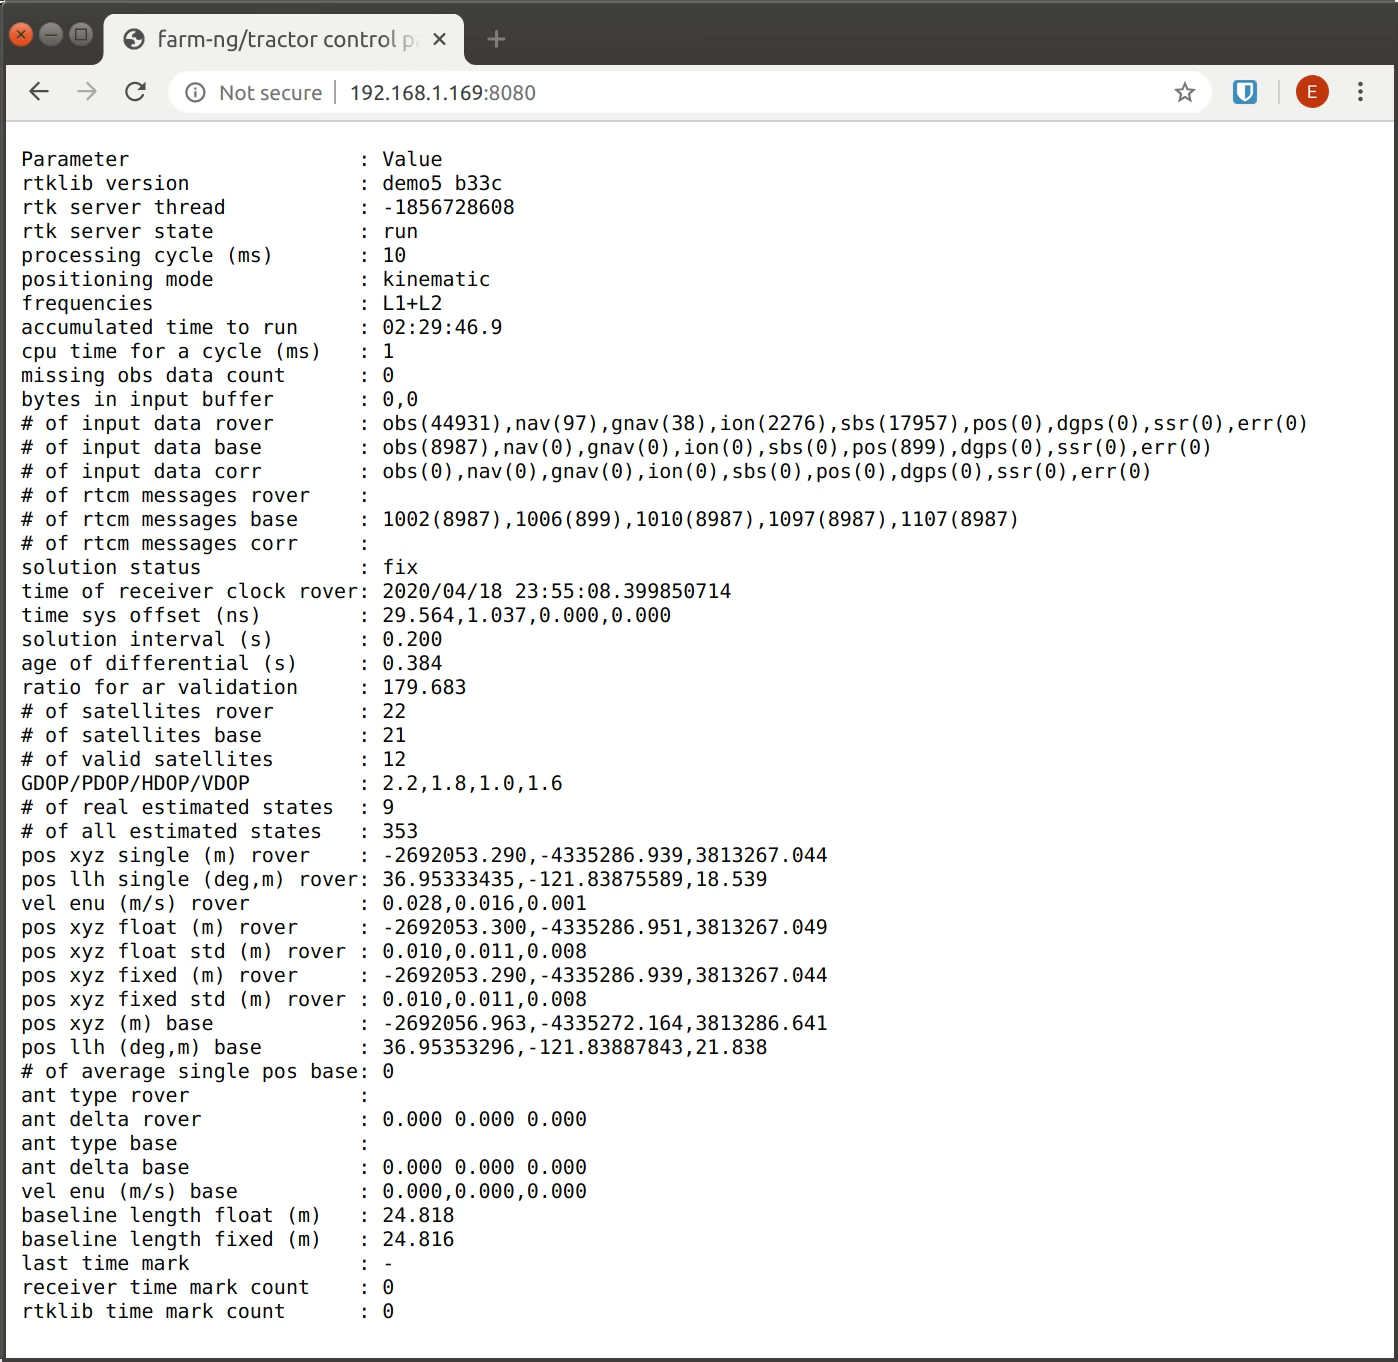 farm-ng/tractor control p
Not secure | 192.168.1.169:8080
E
Parameter : Value
rtklib version : demo5 b33c
rtk server thread : -1856728608
rtk server state : run
processing cycle (ms) : 10
positioning mode : kinematic
frequencies : L1+L2
accumulated time to run : 02:29:46.9
cpu time for a cycle (ms) : 1
missing obs data count : 0
bytes in input buffer : 0,0
# of input data rover : obs(44931),nav(97),gnav(38),ion(2276),sbs(17957),pos(0),dgps(0),ssr(0),err(0)
# of input data base : obs(8987),nav(0),gnav(0),ion(0),sbs(0),pos(899),dgps(0),ssr(0),err(0)
# of input data corr : obs(0),nav(0),gnav(0),ion(0),sbs(0),pos(0),dgps(0),ssr(0),err(0)
# of rtcm messages rover :
# of rtcm messages base : 1002(8987),1006(899),1010(8987),1097(8987),1107(8987)
# of rtcm messages corr :
solution status : fix
time of receiver clock rover: 2020/04/18 23:55:08.399850714
time sys offset (ns) : 29.564,1.037,0.000,0.000
solution interval (s) : 0.200
age of differential (s) : 0.384
ratio for ar validation : 179.683
# of satellites rover : 22
# of satellites base : 21
# of valid satellites : 12
GDOP/PDOP/HDOP/VDOP : 2.2,1.8,1.0,1.6
# of real estimated states : 9
# of all estimated states : 353
pos xyz single (m) rover : -2692053.290,-4335286.939,3813267.044
pos llh single (deg,m) rover: 36.95333435,-121.83875589,18.539
vel enu (m/s) rover : 0.028,0.016,0.001
pos xyz float (m) rover : -2692053.300,-4335286.951,3813267.049
pos xyz float std (m) rover : 0.010,0.011,0.008
pos xyz fixed (m) rover : -2692053.290,-4335286.939,3813267.044
pos xyz fixed std (m) rover : 0.010,0.011,0.008
pos xyz (m) base : -2692056.963,-4335272.164,3813286.641
pos llh (deg,m) base : 36.95353296,-121.83887843,21.838
# of average single pos base: 0
ant type rover :
ant delta rover : 0.000 0.000 0.000
ant type base :
ant delta base : 0.000 0.000 0.000
vel enu (m/s) base : 0.000,0.000,0.000
baseline length float (m) : 24.818
baseline length fixed (m) : 24.816
last time mark : -
receiver time mark count : 0
rtklib time mark count : 0